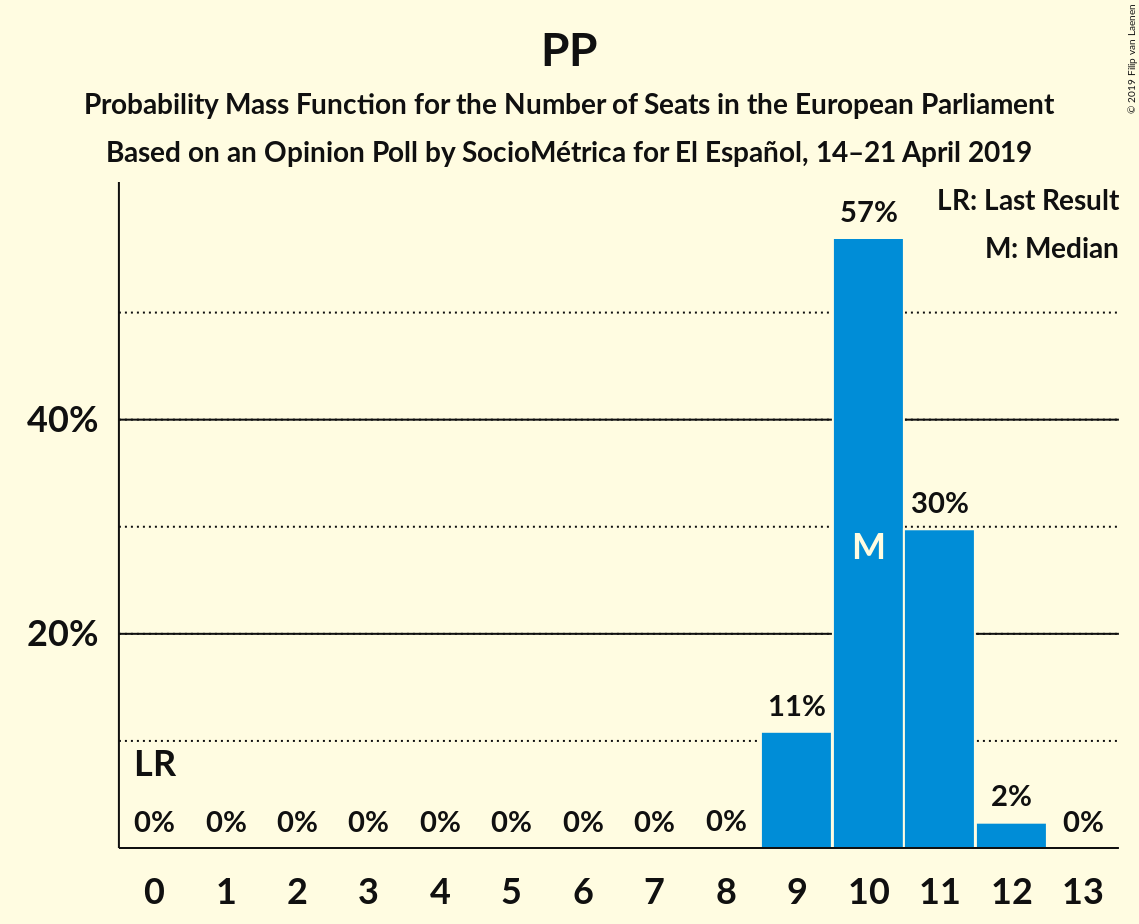 PP
Probability Mass Function for the Number of Seats in the European Parliament
Based on an Opinion Poll by SocioMétrica for El Español, 14–21 April 2019
© 2019 Filip van Laenen
LR: Last Result
M: Median
57%
40%
30%
M
20%
11%
LR
2%
0% 0% 0% 0% 0% 0% 0% 0% 0% 0%
0 1 2 3 4 5 6 7 8 9 10 11 12 13